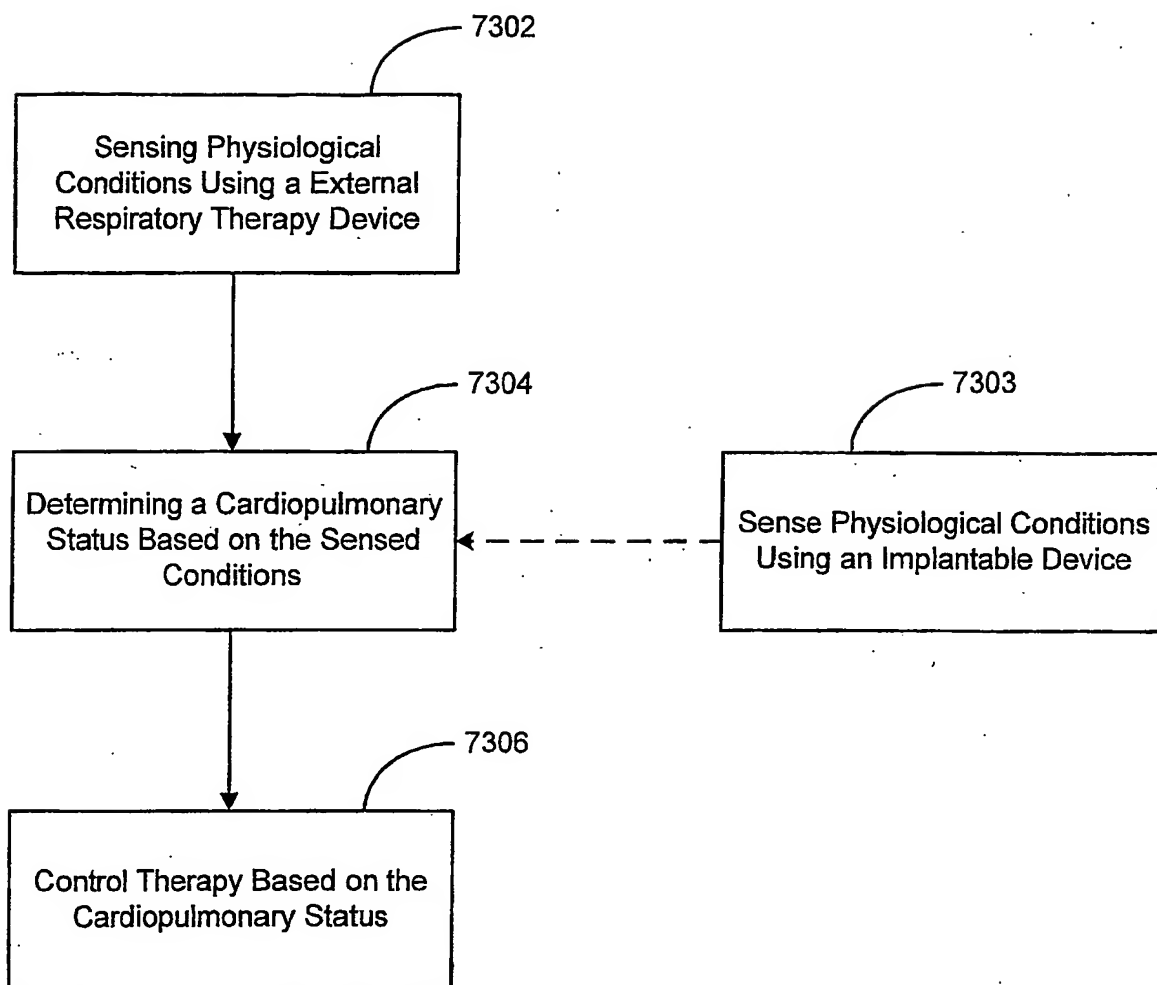 7302
Sensing Physiological
Conditions Using a External
Respiratory Therapy Device
7304
Determining a Cardiopulmonary
Status Based on the Sensed
Conditions
7303
Sense Physiological Conditions
Using an Implantable Device
7306
Control Therapy Based on the
Cardiopulmonary Status